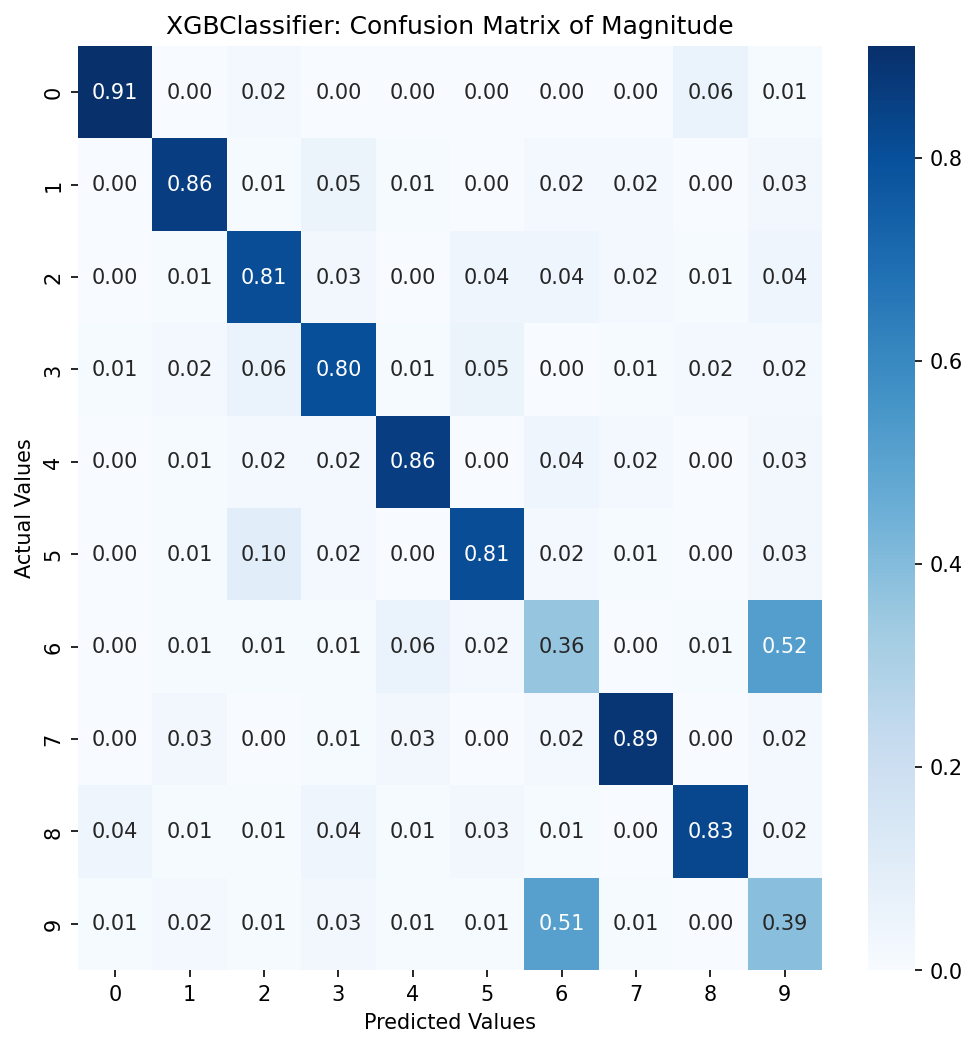 XGBClassifier: Confusion Matrix of Magnitude
0 0.91 0.00 0.02 0.00 0.00 0.00 0.00 0.00 0.06 0.01
1 0.00 0.86 0.01 0.05 0.01 0.00 0.02 0.02 0.00 0.03
2 0.00 0.01 0.81 0.03 0.00 0.04 0.04 0.02 0.01 0.04
3 0.01 0.02 0.06 0.80 0.01 0.05 0.00 0.01 0.02 0.02
4 0.00 0.01 0.02 0.02 0.86 0.00 0.04 0.02 0.00 0.03
5 0.00 0.01 0.10 0.02 0.00 0.81 0.02 0.01 0.00 0.03
6 0.00 0.01 0.01 0.01 0.06 0.02 0.36 0.00 0.01 0.52
7 0.00 0.03 0.00 0.01 0.03 0.00 0.02 0.89 0.00 0.02
8 0.04 0.01 0.01 0.04 0.01 0.03 0.01 0.00 0.83 0.02
9 0.01 0.02 0.01 0.03 0.01 0.01 0.51 0.01 0.00 0.39
0 1 2 3 4 5 6 7 8 9
Predicted Values
Actual Values
0.8
0.6
0.4
0.2
0.0